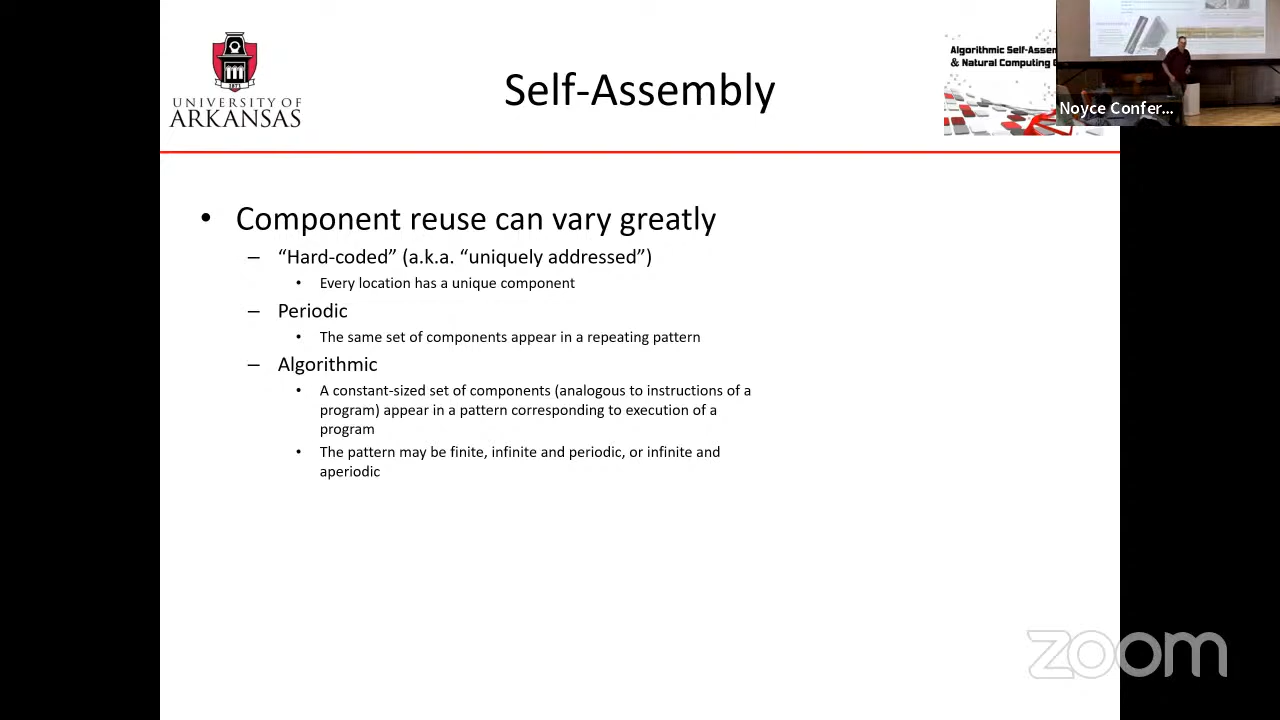 UNIVERSITY OF
ARKANSAS
Self-Assembly
Algorithmic Self-Assem
& Natural Computing
Noyce Confer...
• Component reuse can vary greatly
– “Hard-coded” (a.k.a. “uniquely addressed”)
• Every location has a unique component
– Periodic
• The same set of components appear in a repeating pattern
– Algorithmic
• A constant-sized set of components (analogous to instructions of a
program) appear in a pattern corresponding to execution of a
program
• The pattern may be finite, infinite and periodic, or infinite and
aperiodic
zoom